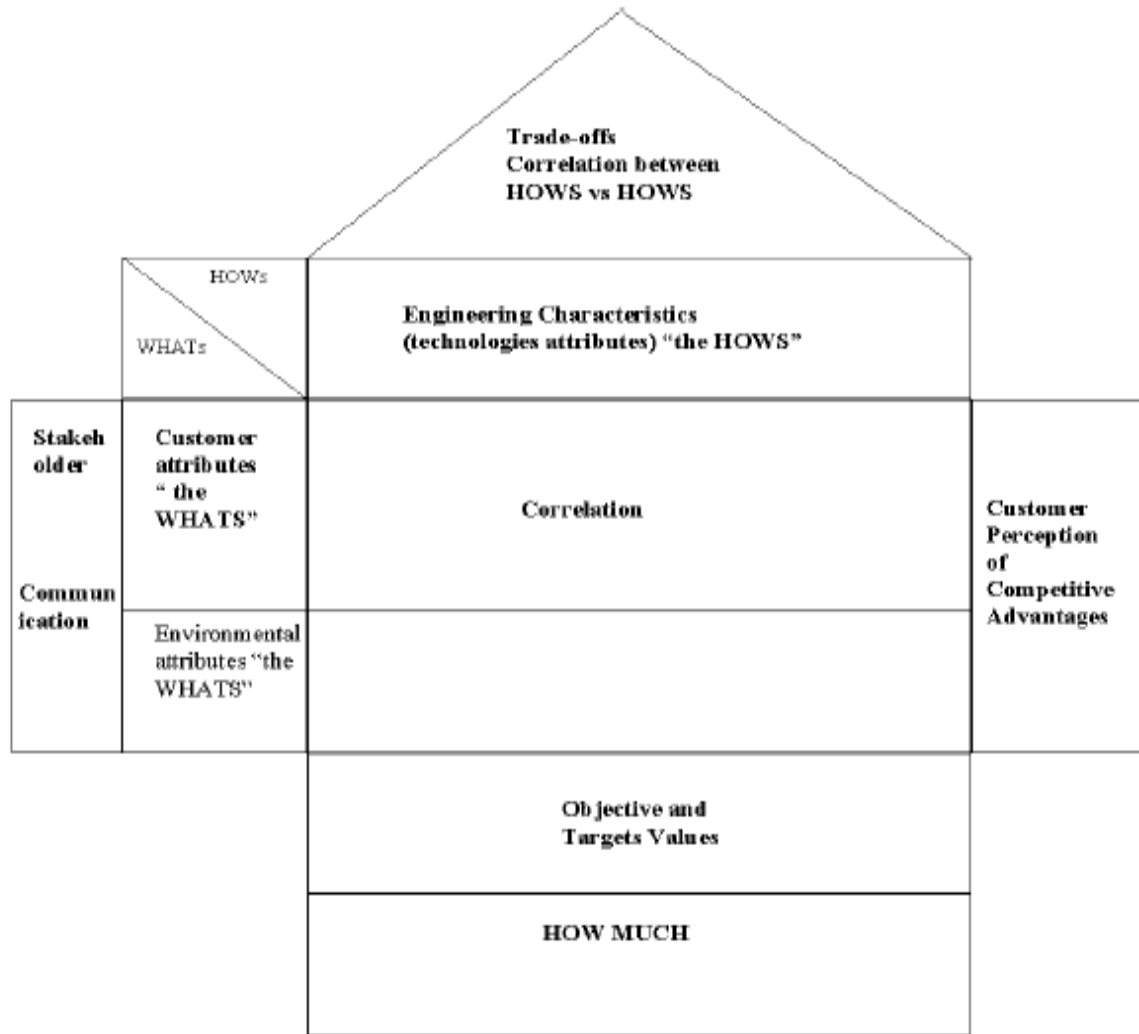 Trade-offs
Correlation between
HOWS vs HOWS
HOWs
WHATs
Engineering Characteristics
(technologies attributes) “the HOWS”
Stakeh
older
Commun
ication
Customer
attributes
“ the
WHATS”
Correlation
Customer
Perception
of
Competitive
Advantages
Environmental
attributes “the
WHATS”
Objective and
Targets Values
HOW MUCH